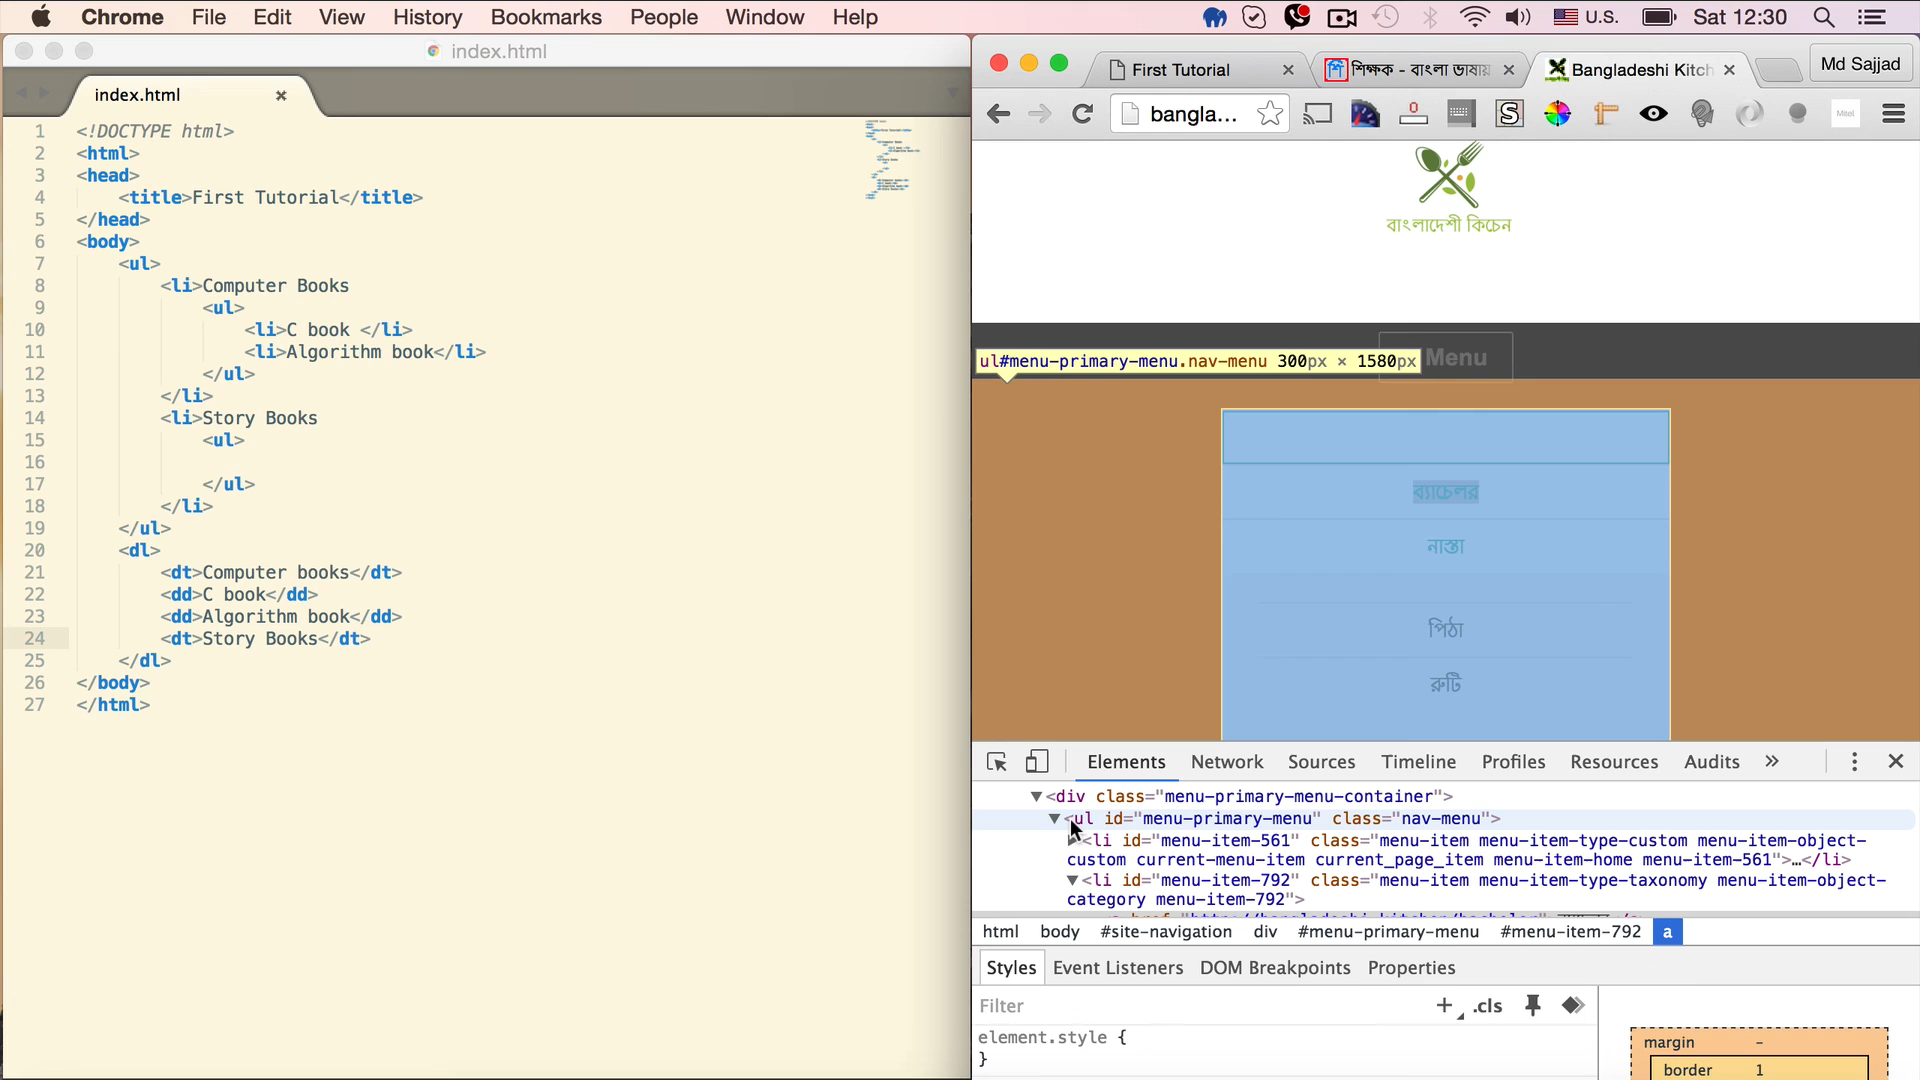 Chrome File Edit View History Bookmarks People Window Help U.S. Sat 12:30
index.html
index.html
1 <!DOCTYPE html>
2 <html>
3 <head>
4 <title>First Tutorial</title>
5 </head>
6 <body>
7 <ul>
8 <li>Computer Books
9 <ul>
10 <li>C book </li>
11 <li>Algorithm book</li>
12 </ul>
13 </li>
14 <li>Story Books
15 <ul>
16
17 </ul>
18 </li>
19 </ul>
20 <dl>
21 <dt>Computer books</dt>
22 <dd>C book</dd>
23 <dd>Algorithm book</dd>
24 <dt>Story Books</dt>
25 </dl>
26 </body>
27 </html>
First Tutorial শিক্ষক - বাংলা ভাষায় Bangladeshi Kitch Md Sajjad
bangla... Mitel
বাংলাদেশী কিচেন
Menu
ul#menu-primary-menu.nav-menu 300px × 1580px
ব্যাচেলর
নাস্তা
পিঠা
রুটি
Elements Network Sources Timeline Profiles Resources Audits »
<div class="menu-primary-menu-container">
<ul id="menu-primary-menu" class="nav-menu">
<li id="menu-item-561" class="menu-item menu-item-type-custom menu-item-object-
custom current-menu-item current_page_item menu-item-home menu-item-561">…</li>
<li id="menu-item-792" class="menu-item menu-item-type-taxonomy menu-item-object-
category menu-item-792">
html body #site-navigation div #menu-primary-menu #menu-item-792 a
Styles Event Listeners DOM Breakpoints Properties
Filter + .cls
element.style {
}
margin -
border 1